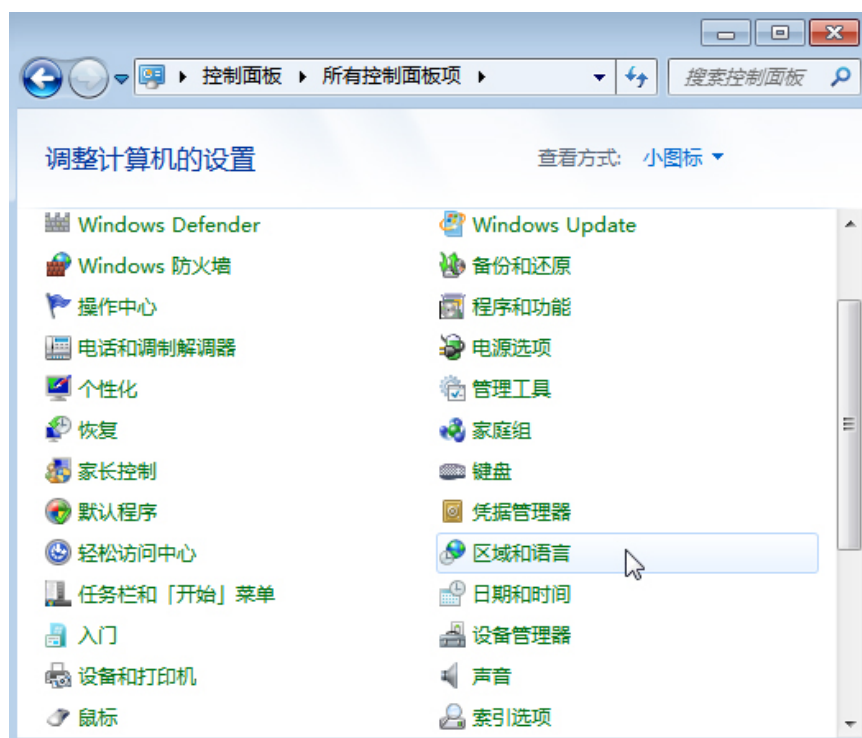 控制面板 所有控制面板项 搜索控制面板
调整计算机的设置 查看方式: 小图标
Windows Defender Windows Update
Windows 防火墙 备份和还原
操作中心 程序和功能
电话和调制解调器 电源选项
个性化 管理工具
恢复 家庭组
家长控制 键盘
默认程序 凭据管理器
轻松访问中心 区域和语言
任务栏和「开始」菜单 日期和时间
入门 设备管理器
设备和打印机 声音
鼠标 索引选项